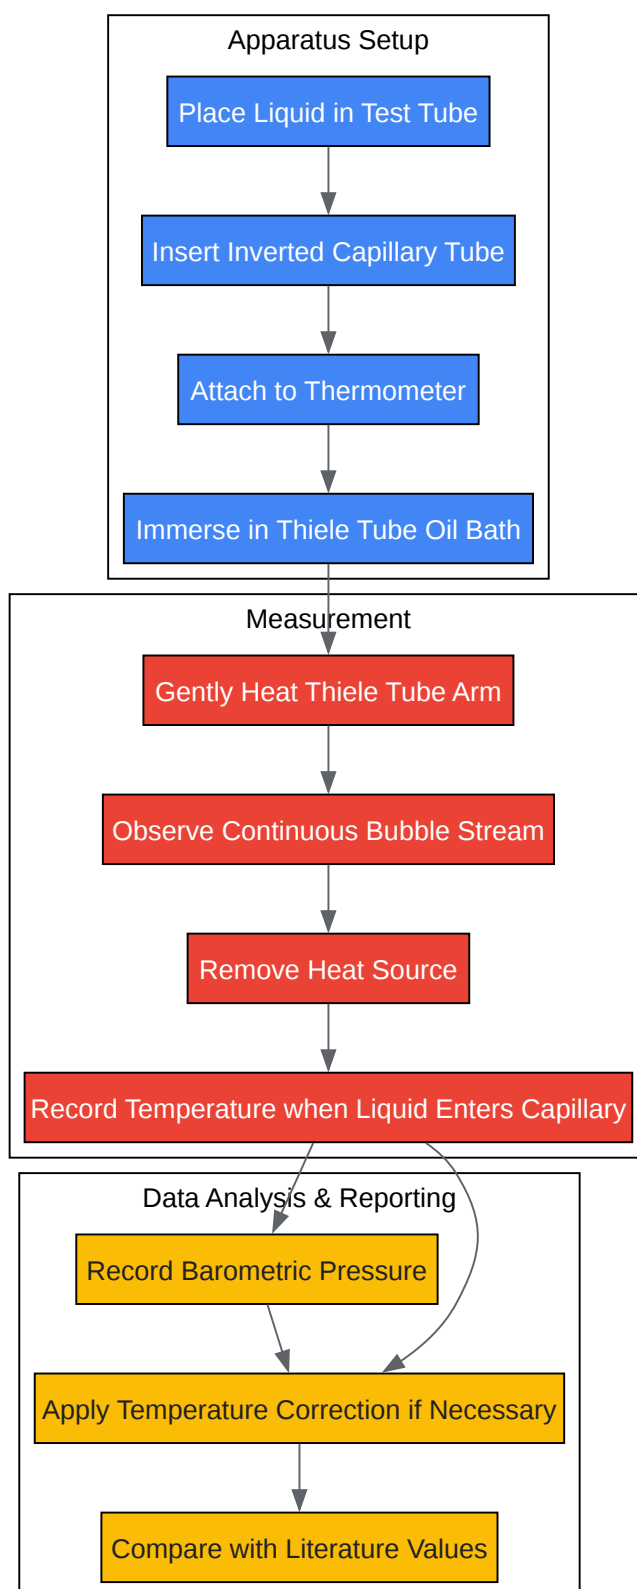 Apparatus Setup
Place Liquid in Test Tube
Insert Inverted Capillary Tube
Attach to Thermometer
Immerse in Thiele Tube Oil Bath
Measurement
Gently Heat Thiele Tube Arm
Observe Continuous Bubble Stream
Remove Heat Source
Record Temperature when Liquid Enters Capillary
Data Analysis & Reporting
Record Barometric Pressure
Apply Temperature Correction if Necessary
Compare with Literature Values